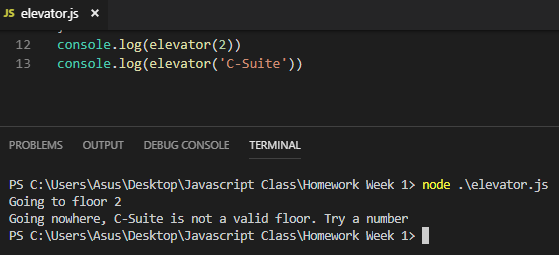 JS elevator.js ×
12 console.log(elevator(2))
13 console.log(elevator('C-Suite'))
PROBLEMS OUTPUT DEBUG CONSOLE TERMINAL
PS C:\Users\Asus\Desktop\Javascript Class\Homework Week 1> node .\elevator.js
Going to floor 2
Going nowhere, C-Suite is not a valid floor. Try a number
PS C:\Users\Asus\Desktop\Javascript Class\Homework Week 1>